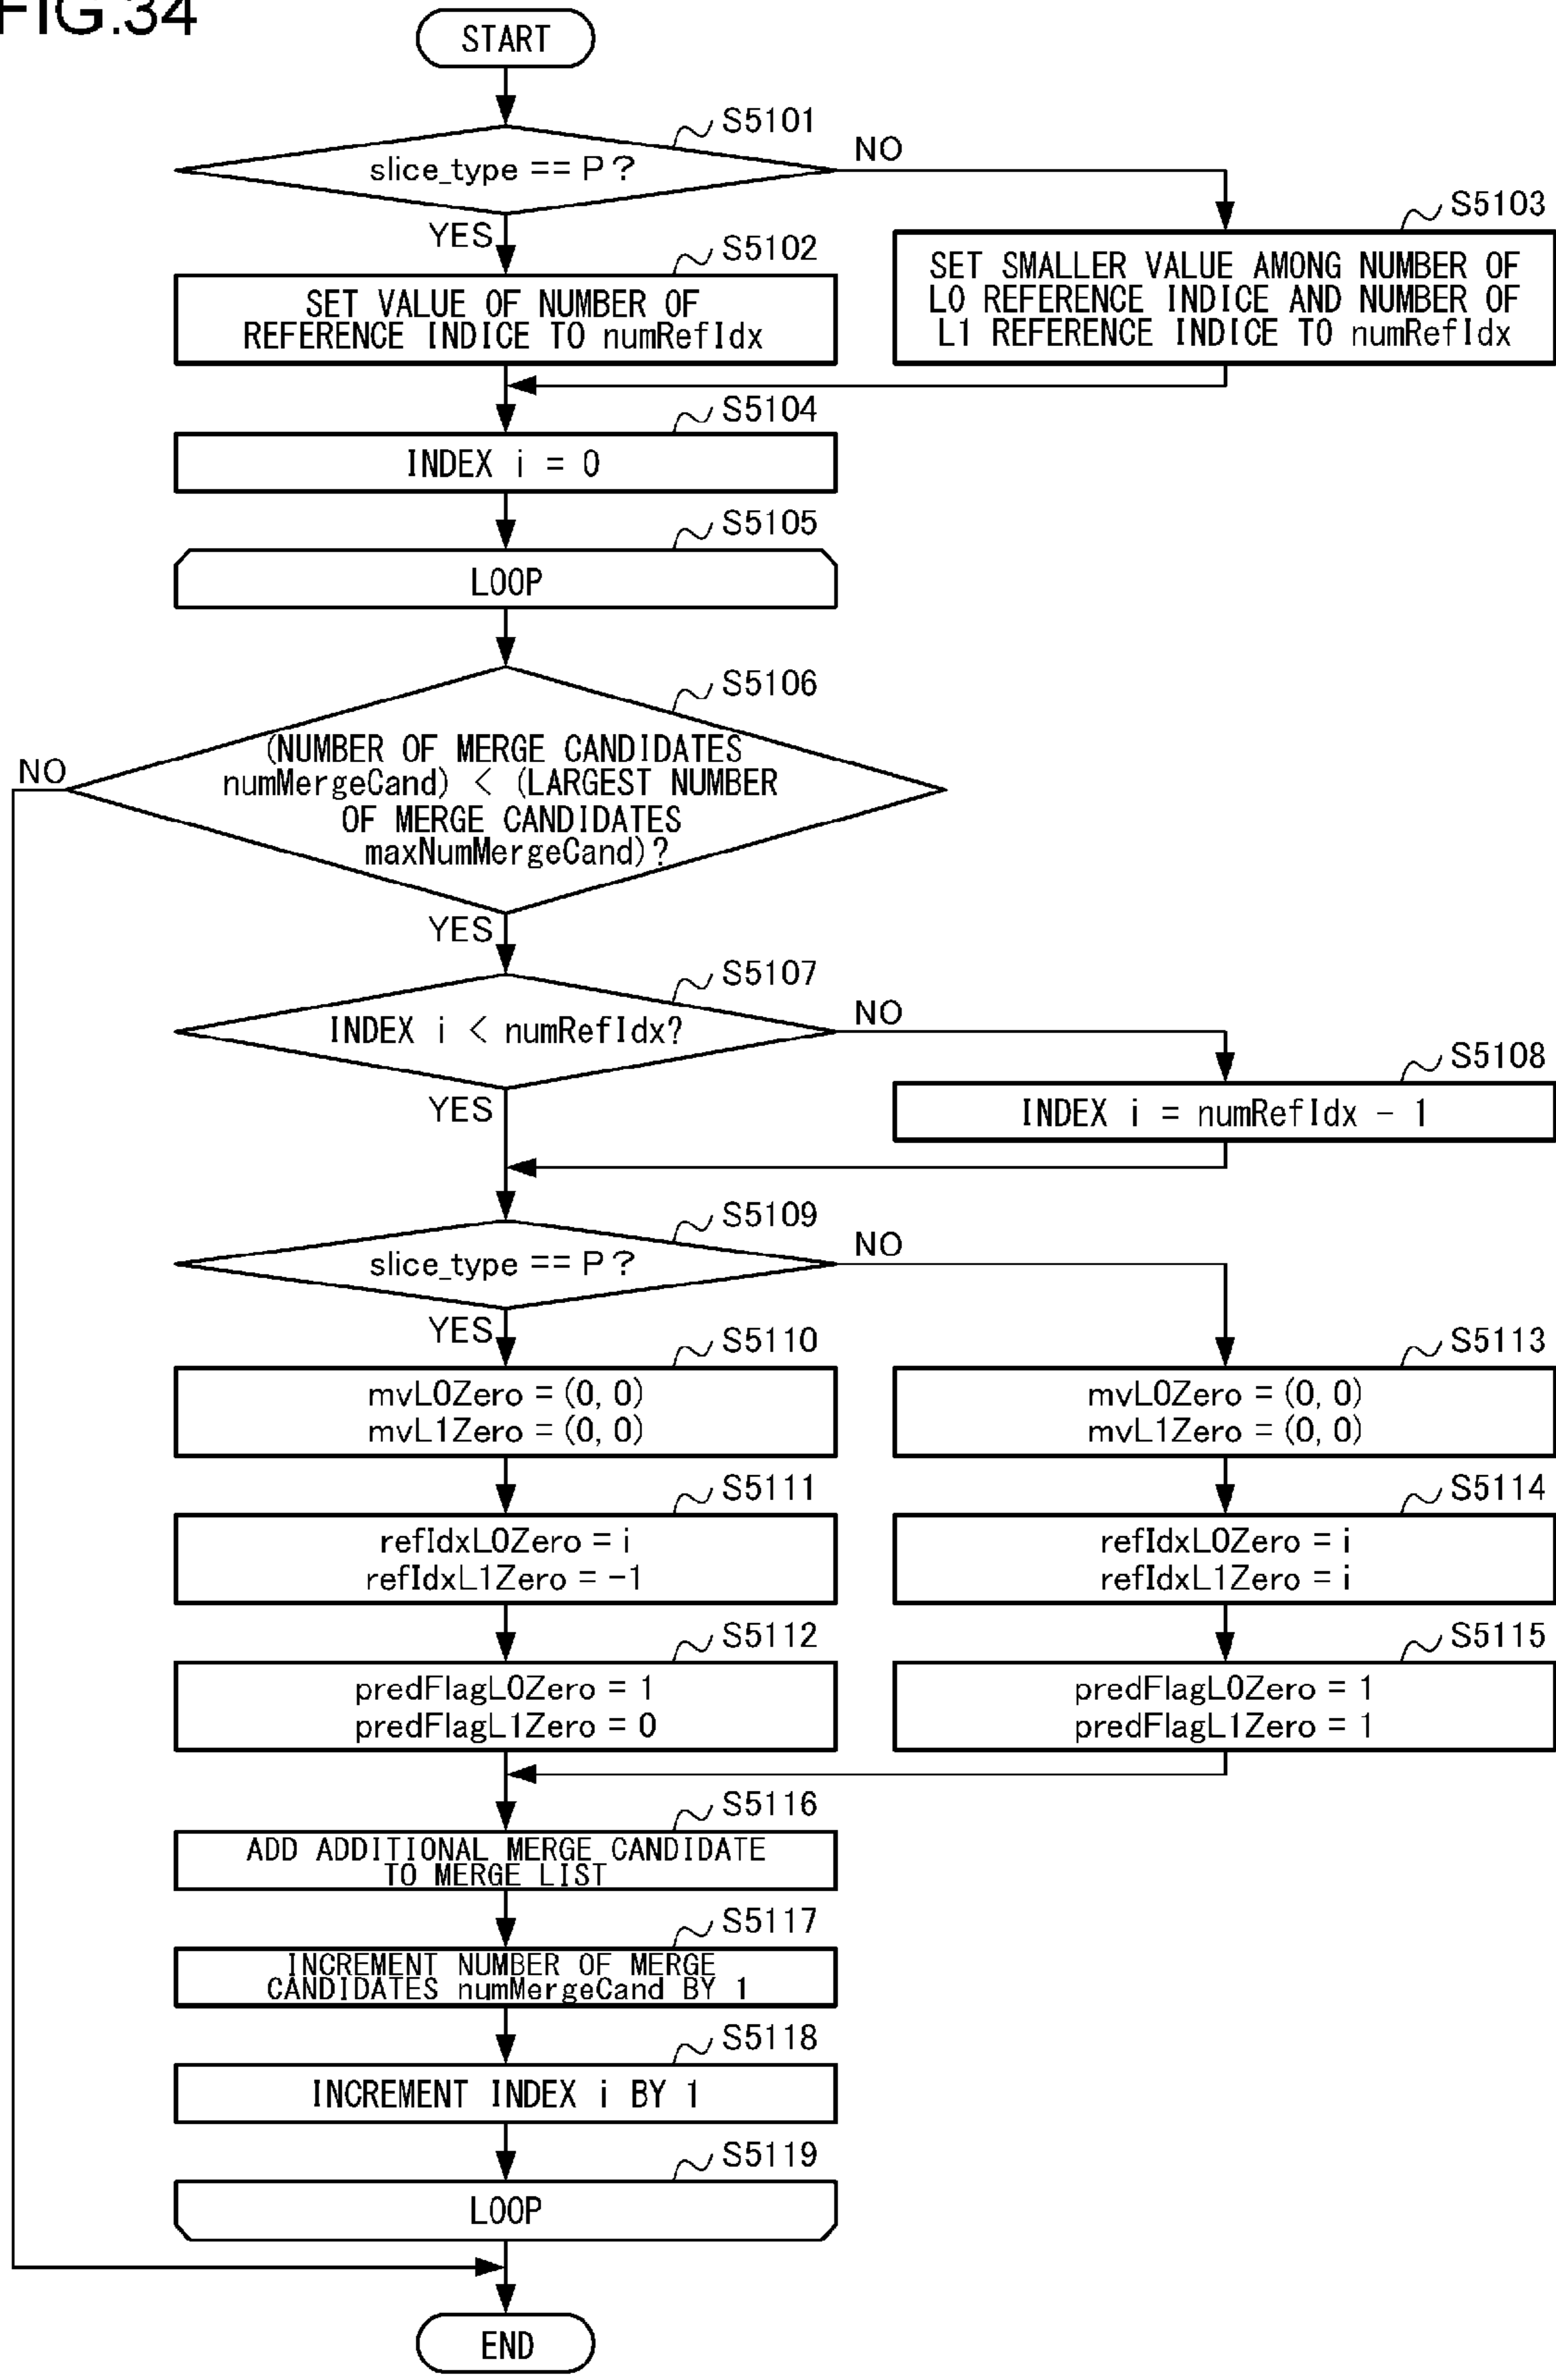 FIG.34
START
S5101
slice_type == P?
NO
YES
S5102
SET VALUE OF NUMBER OF
REFERENCE INDICE TO numRefIdx
S5103
SET SMALLER VALUE AMONG NUMBER OF
L0 REFERENCE INDICE AND NUMBER OF
L1 REFERENCE INDICE TO numRefIdx
S5104
INDEX i = 0
S5105
LOOP
S5106
(NUMBER OF MERGE CANDIDATES
numMergeCand) < (LARGEST NUMBER
OF MERGE CANDIDATES
maxNumMergeCand)?
NO
YES
S5107
INDEX i < numRefIdx?
NO
YES
S5108
INDEX i = numRefIdx - 1
S5109
slice_type == P?
NO
YES
S5110
mvL0Zero = (0, 0)
mvL1Zero = (0, 0)
S5111
refIdxL0Zero = i
refIdxL1Zero = -1
S5112
predFlagL0Zero = 1
predFlagL1Zero = 0
S5113
mvL0Zero = (0, 0)
mvL1Zero = (0, 0)
S5114
refIdxL0Zero = i
refIdxL1Zero = i
S5115
predFlagL0Zero = 1
predFlagL1Zero = 1
S5116
ADD ADDITIONAL MERGE CANDIDATE
TO MERGE LIST
S5117
INCREMENT NUMBER OF MERGE
CANDIDATES numMergeCand BY 1
S5118
INCREMENT INDEX i BY 1
S5119
LOOP
END